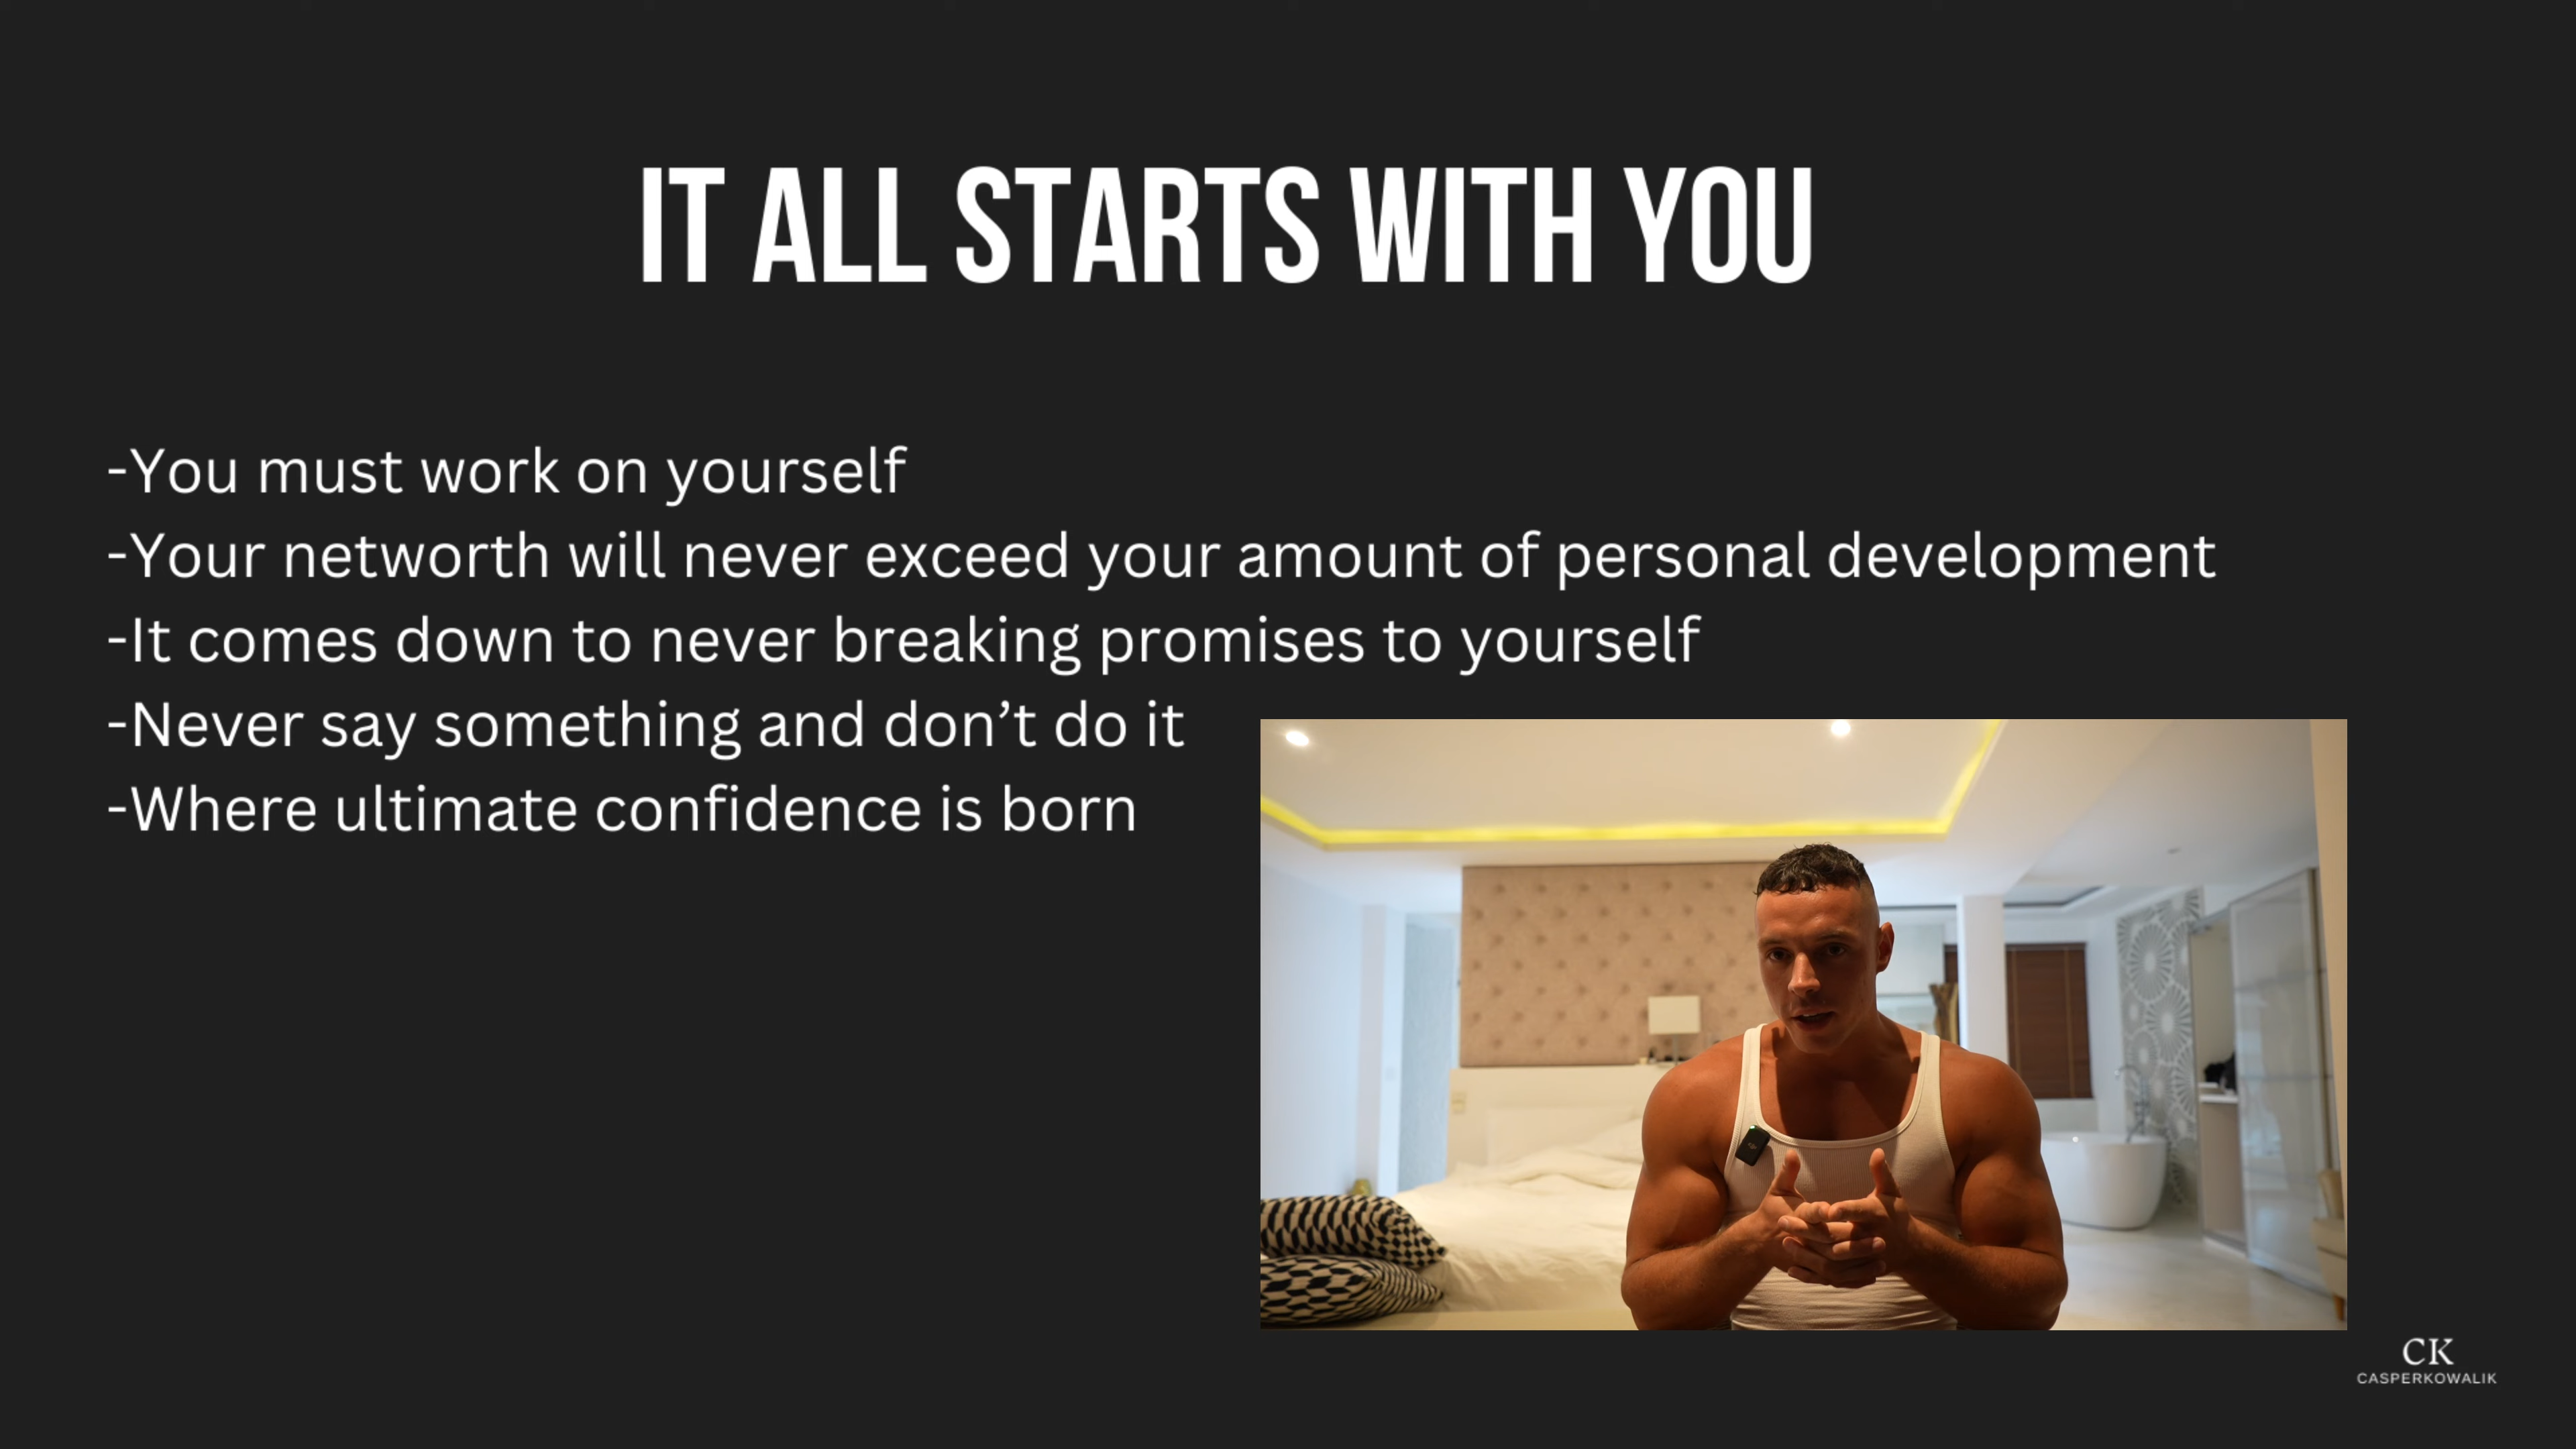 IT ALL STARTS WITH YOU
-You must work on yourself
-Your networth will never exceed your amount of personal development
-It comes down to never breaking promises to yourself
-Never say something and don’t do it
-Where ultimate confidence is born
CK
CASPERKOWALIK